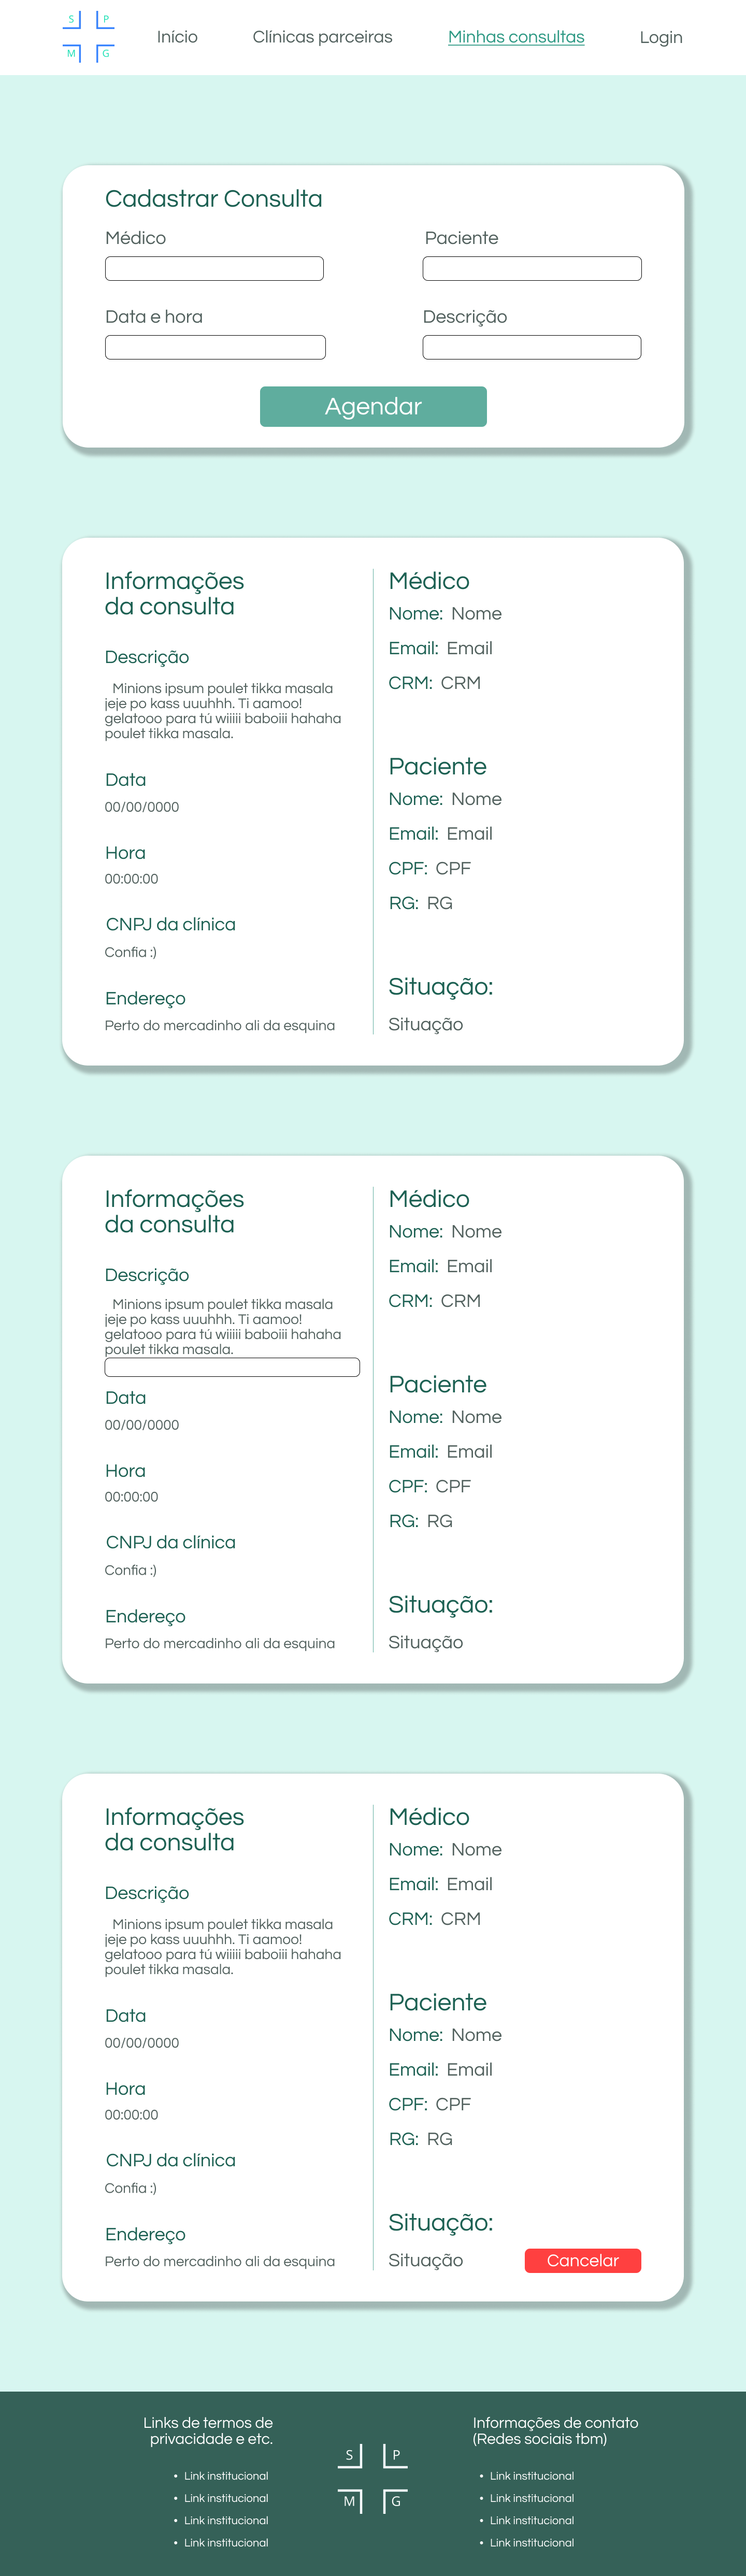 S P
M G
Início Clínicas parceiras Minhas consultas Login
Cadastrar Consulta
Médico Paciente
Data e hora Descrição
Agendar
Informações
da consulta
Descrição
Minions ipsum poulet tikka masala
jeje po kass uuuhhh. Ti aamoo!
gelatooo para tú wiiiii baboiii hahaha
poulet tikka masala.
Data
00/00/0000
Hora
00:00:00
CNPJ da clínica
Confia :)
Endereço
Perto do mercadinho ali da esquina
Médico
Nome: Nome
Email: Email
CRM: CRM
Paciente
Nome: Nome
Email: Email
CPF: CPF
RG: RG
Situação:
Situação
Informações
da consulta
Descrição
Minions ipsum poulet tikka masala
jeje po kass uuuhhh. Ti aamoo!
gelatooo para tú wiiiii baboiii hahaha
poulet tikka masala.
Data
00/00/0000
Hora
00:00:00
CNPJ da clínica
Confia :)
Endereço
Perto do mercadinho ali da esquina
Médico
Nome: Nome
Email: Email
CRM: CRM
Paciente
Nome: Nome
Email: Email
CPF: CPF
RG: RG
Situação:
Situação
Informações
da consulta
Descrição
Minions ipsum poulet tikka masala
jeje po kass uuuhhh. Ti aamoo!
gelatooo para tú wiiiii baboiii hahaha
poulet tikka masala.
Data
00/00/0000
Hora
00:00:00
CNPJ da clínica
Confia :)
Endereço
Perto do mercadinho ali da esquina
Médico
Nome: Nome
Email: Email
CRM: CRM
Paciente
Nome: Nome
Email: Email
CPF: CPF
RG: RG
Situação:
Situação Cancelar
Links de termos de
privacidade e etc.
• Link institucional
• Link institucional
• Link institucional
• Link institucional
S P
M G
Informações de contato
(Redes sociais tbm)
• Link institucional
• Link institucional
• Link institucional
• Link institucional